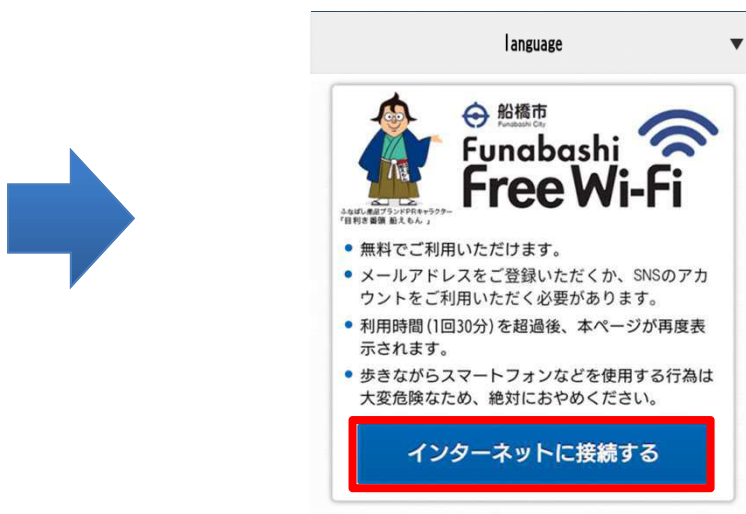 language
船橋市
Funabashi City
Funabashi
Free Wi-Fi
ふなばし産品ブランドPRキャラクター
「目利き番頭 船えもん 」
無料でご利用いただけます。
メールアドレスをご登録いただくか、SNSのアカ
ウントをご利用いただく必要があります。
利用時間(1回30分)を超過後、本ページが再度表
示されます。
歩きながらスマートフォンなどを使用する行為は
大変危険なため、絶対におやめください。
インターネットに接続する